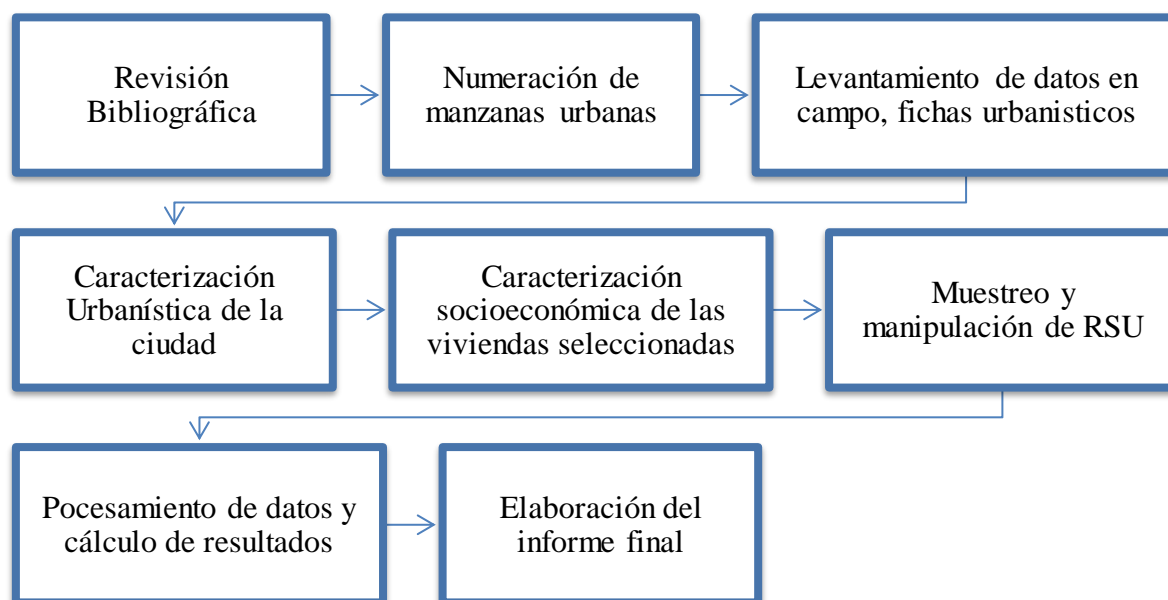 Revisión
Bibliográfica
Numeración de
manzanas urbanas
Levantamiento de datos en
campo, fichas urbanisticos
Caracterización
Urbanística de la
ciudad
Caracterización
socioeconómica de las
viviendas seleccionadas
Muestreo y
manipulación de RSU
Pocesamiento de datos y
cálculo de resultados
Elaboración del
informe final